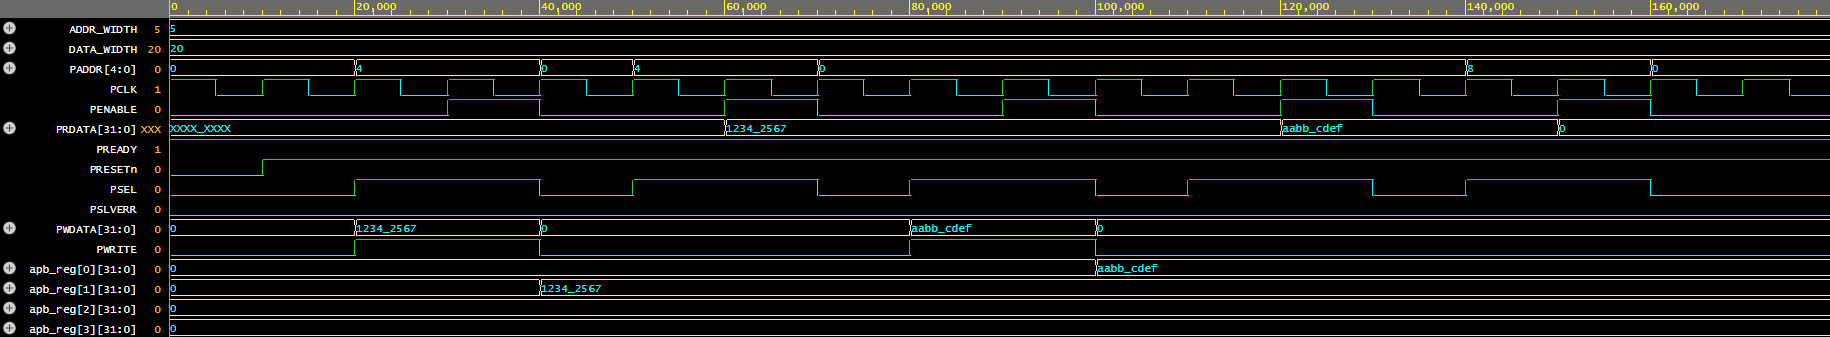 0 20,000 40,000 60,000 80,000 100,000 120,000 140,000 160,000
ADDR_WIDTH 5 5
DATA_WIDTH 20 20
PADDR[4:0] 0 0 4 0 4 0 8 0
PCLK 1
PENABLE 0
PRDATA[31:0] XXX XXXX_XXXX 1234_2567 aabb_cdef 0
PREADY 1
PRESETn 0
PSEL 0
PSLVERR 0
PWDATA[31:0] 0 0 1234_2567 0 aabb_cdef 0
PWRITE 0
apb_reg[0][31:0] 0 0 aabb_cdef
apb_reg[1][31:0] 0 0 1234_2567
apb_reg[2][31:0] 0 0
apb_reg[3][31:0] 0 0